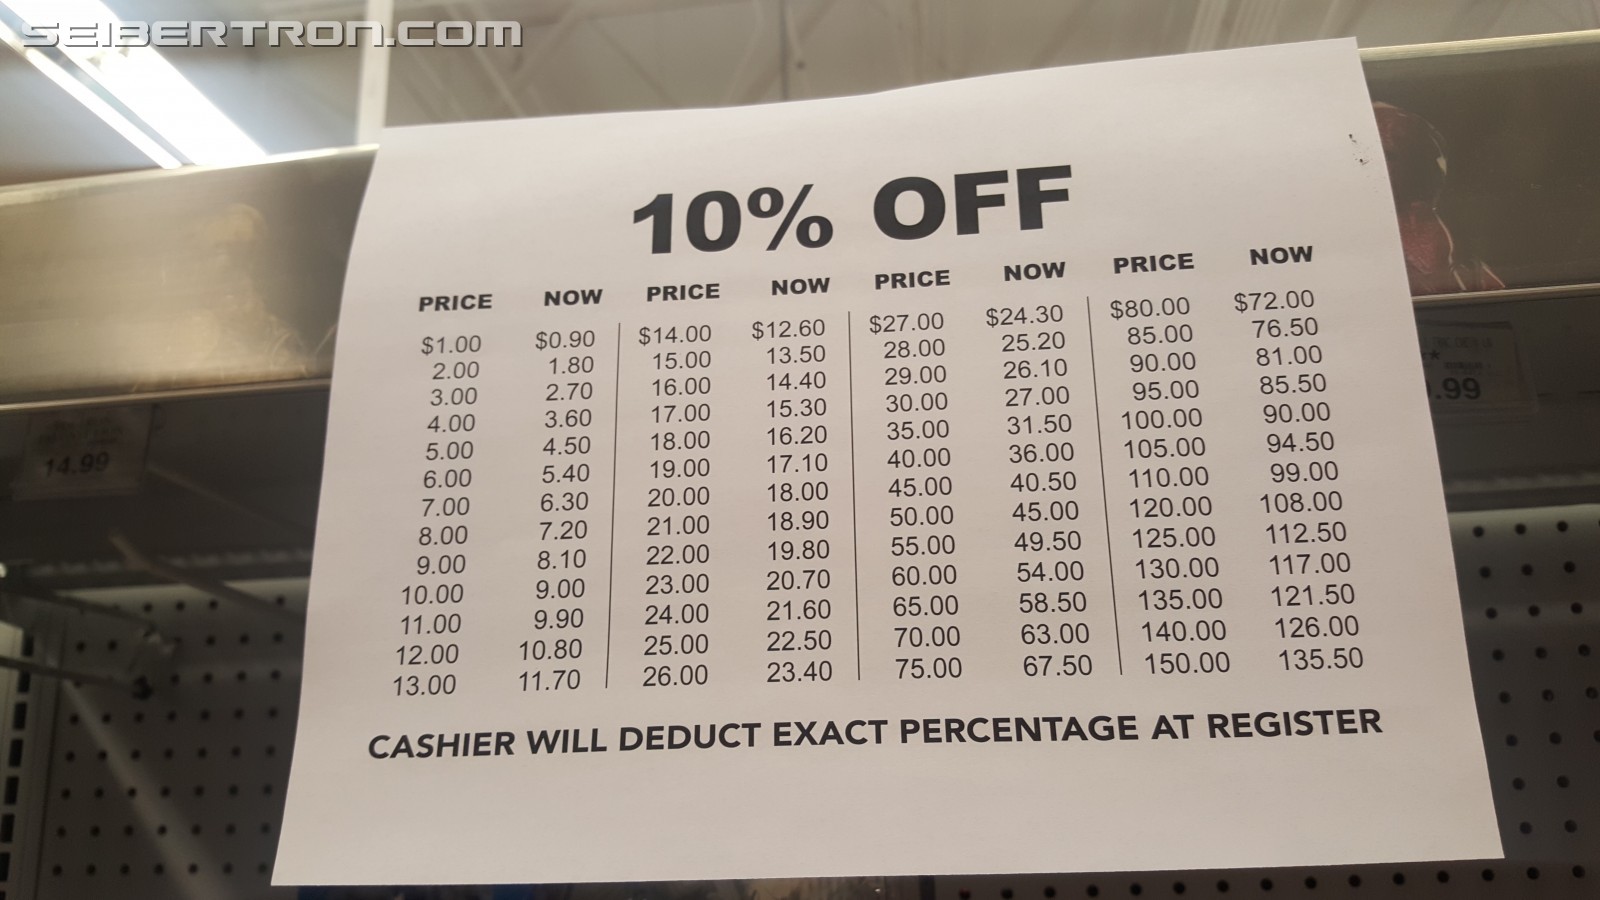 SEIBERTRON.COM
10% OFF
PRICE NOW PRICE NOW PRICE NOW PRICE NOW
$1.00 $0.90 $14.00 $12.60 $27.00 $24.30 $80.00 $72.00
2.00 1.80 15.00 13.50 28.00 25.20 85.00 76.50
3.00 2.70 16.00 14.40 29.00 26.10 90.00 81.00
4.00 3.60 17.00 15.30 30.00 27.00 95.00 85.50
5.00 4.50 18.00 16.20 35.00 31.50 100.00 90.00
6.00 5.40 19.00 17.10 40.00 36.00 105.00 94.50
7.00 6.30 20.00 18.00 45.00 40.50 110.00 99.00
8.00 7.20 21.00 18.90 50.00 45.00 120.00 108.00
9.00 8.10 22.00 19.80 55.00 49.50 125.00 112.50
10.00 9.00 23.00 20.70 60.00 54.00 130.00 117.00
11.00 9.90 24.00 21.60 65.00 58.50 135.00 121.50
12.00 10.80 25.00 22.50 70.00 63.00 140.00 126.00
13.00 11.70 26.00 23.40 75.00 67.50 150.00 135.50
CASHIER WILL DEDUCT EXACT PERCENTAGE AT REGISTER
14.99
.99